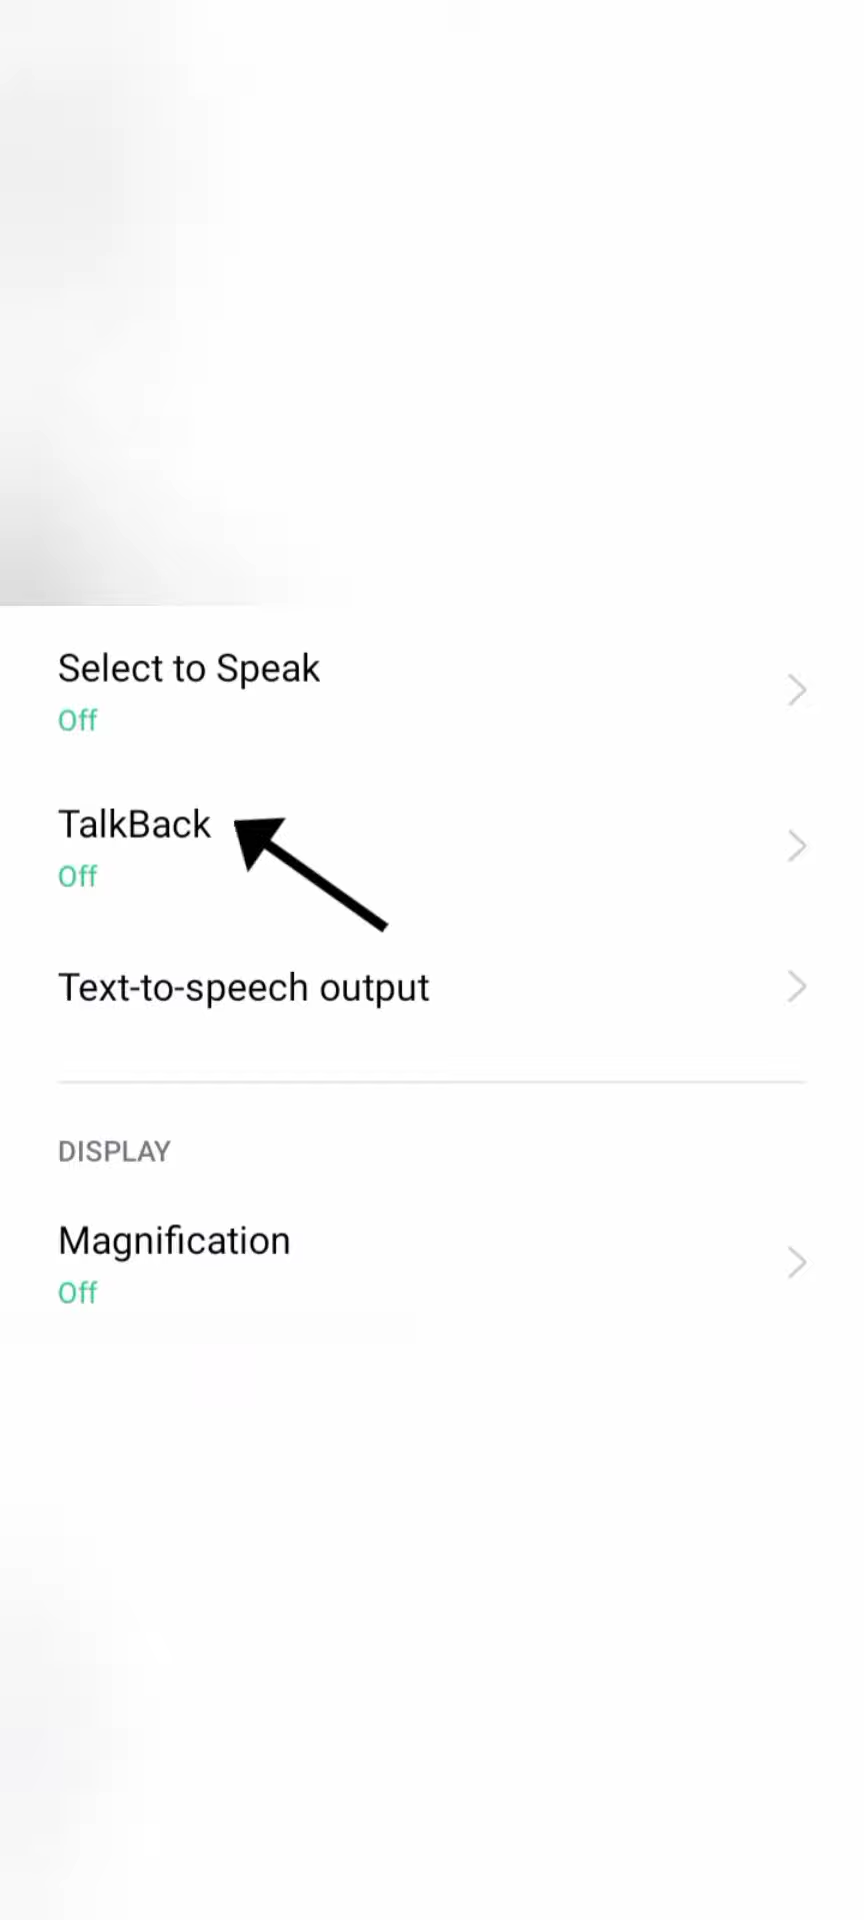 Select to Speak
Off
TalkBack
Off
Text-to-speech output
DISPLAY
Magnification
Off